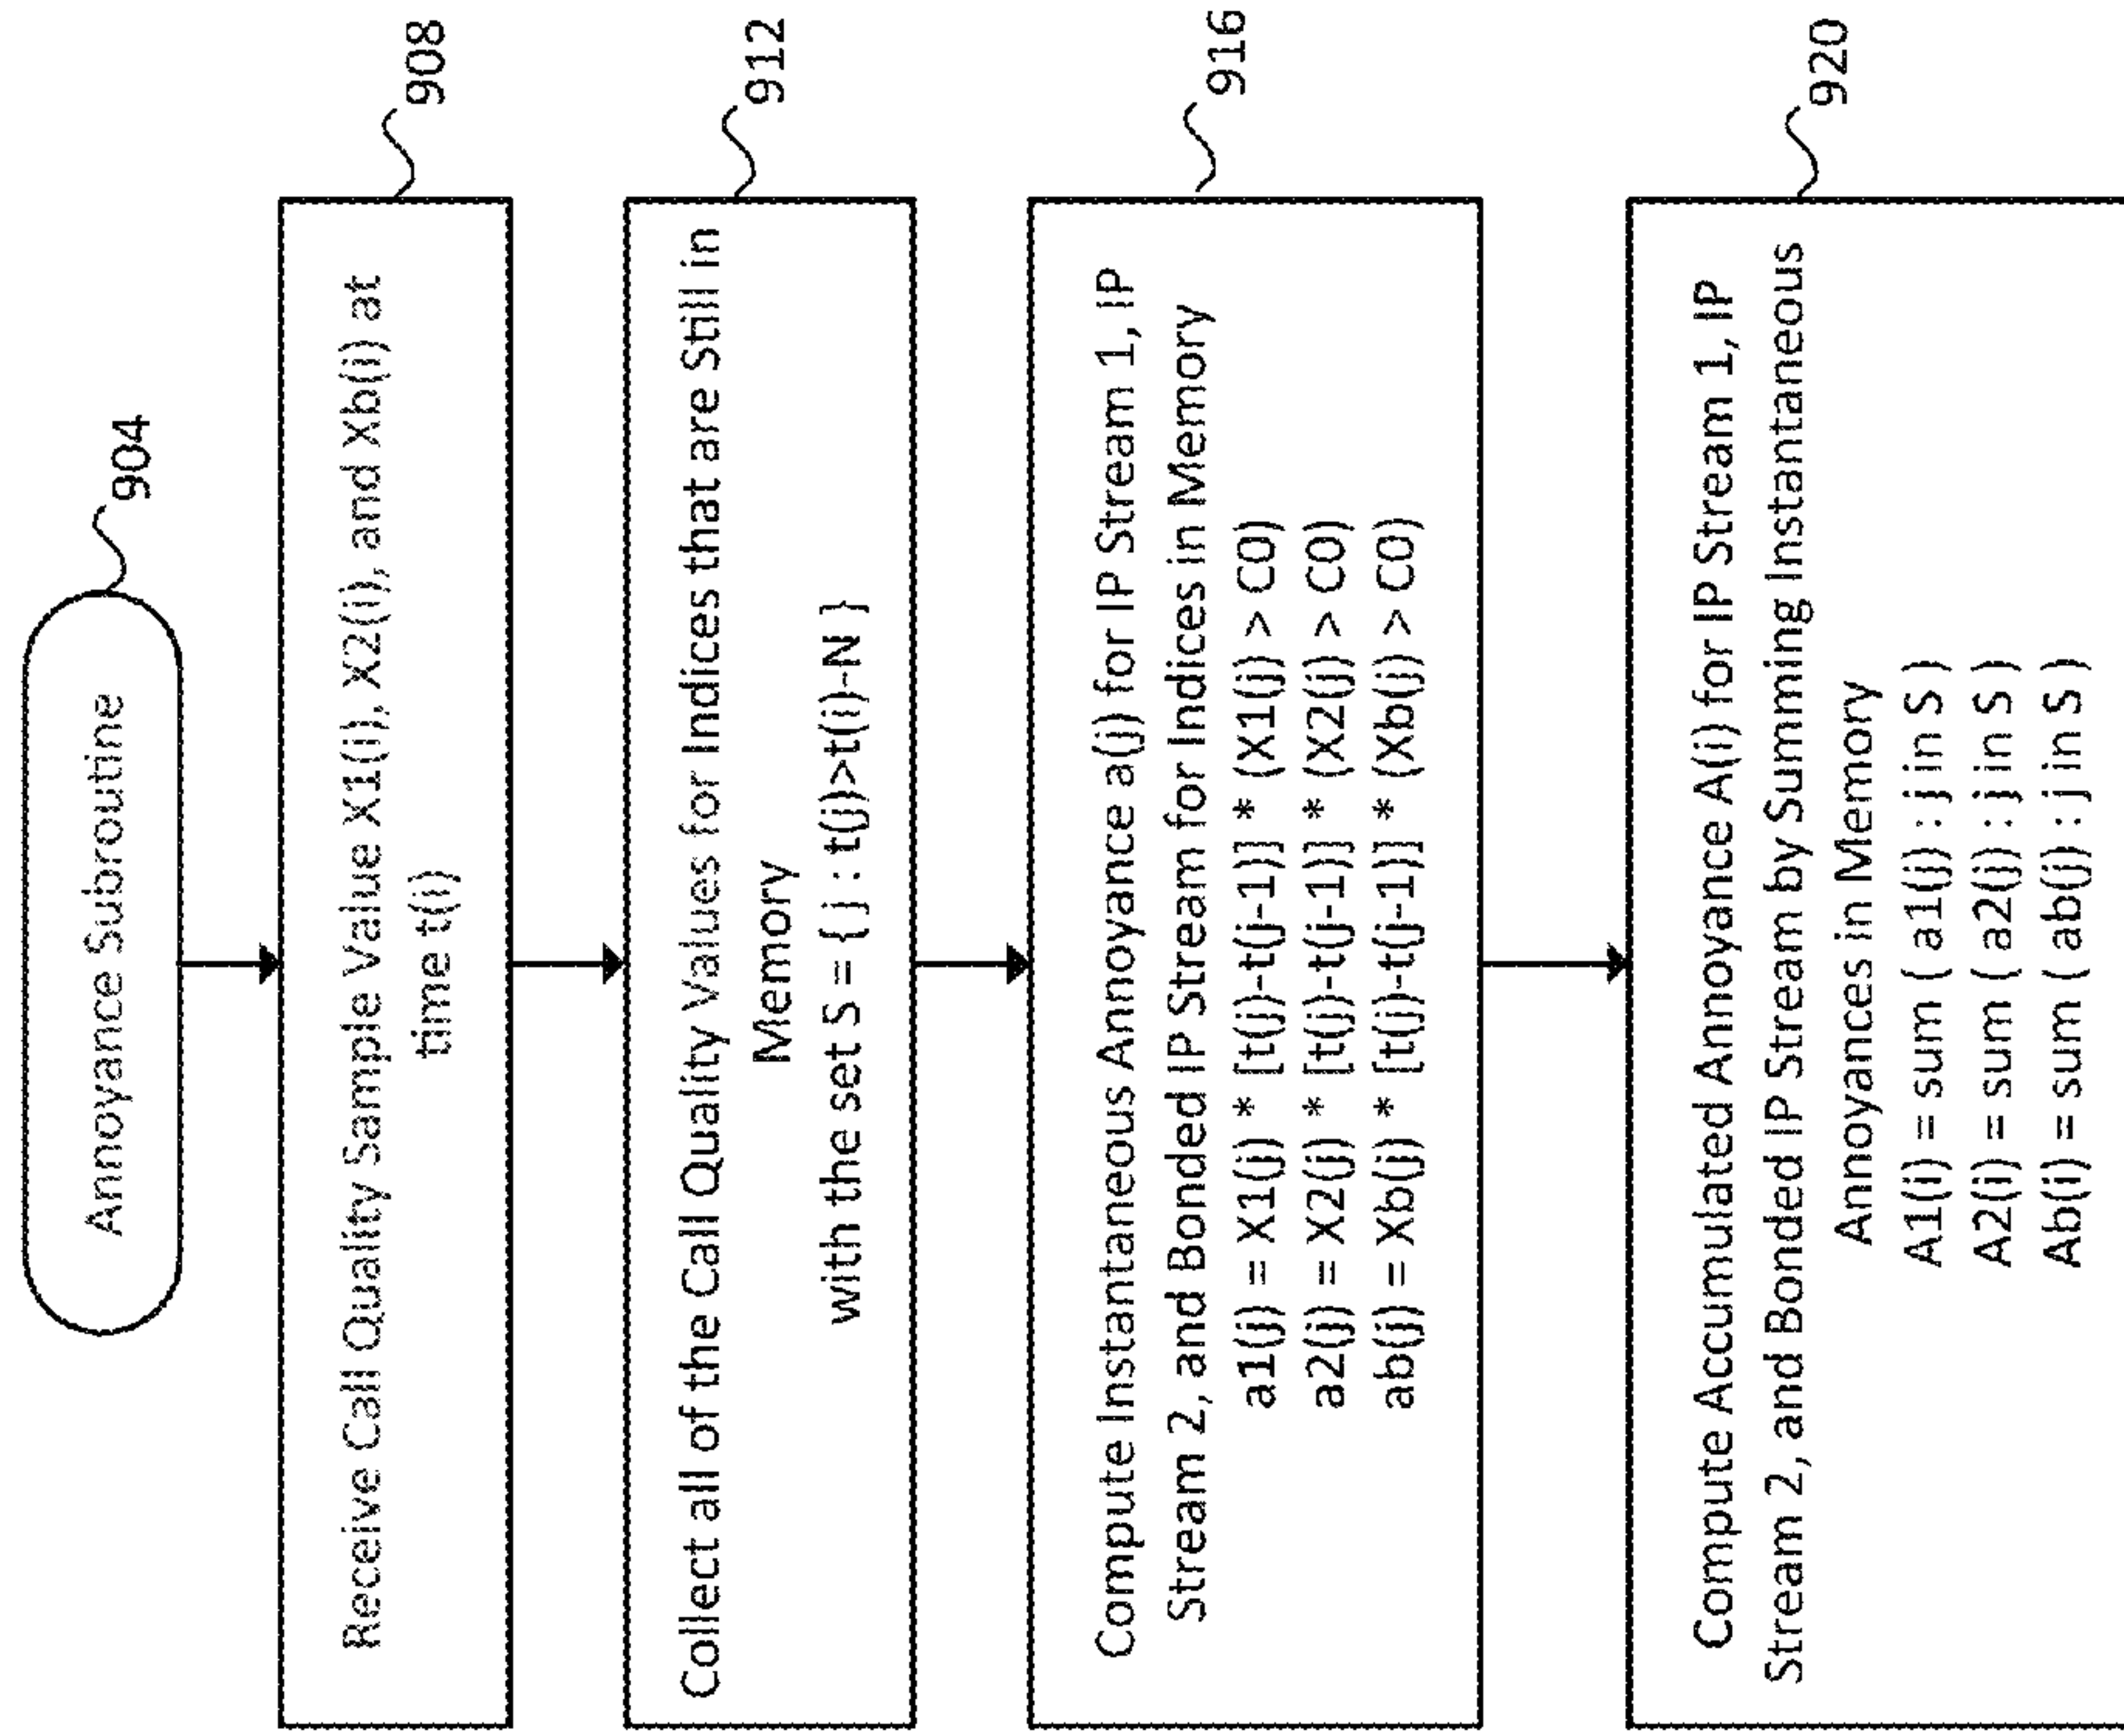 Annoyance Subroutine
904
Receive Call Quality Sample Value X1(i), X2(i), and Xb(i) at
time t(i)
908
Collect all of the Call Quality Values for Indices that are Still in
Memory
with the set S = { j : t(j)>t(i)-N }
912
Compute Instantaneous Annoyance a(j) for IP Stream 1, IP
Stream 2, and Bonded IP Stream for Indices in Memory
a1(j) = X1(j) * [t(j)-t(j-1)] * (X1(j) > C0)
a2(j) = X2(j) * [t(j)-t(j-1)] * (X2(j) > C0)
ab(j) = Xb(j) * [t(j)-t(j-1)] * (Xb(j) > C0)
916
Compute Accumulated Annoyance A(i) for IP Stream 1, IP
Stream 2, and Bonded IP Stream by Summing Instantaneous
Annoyances in Memory
A1(i) = sum ( a1(j) : j in S )
A2(i) = sum ( a2(j) : j in S )
Ab(i) = sum ( ab(j) : j in S )
920